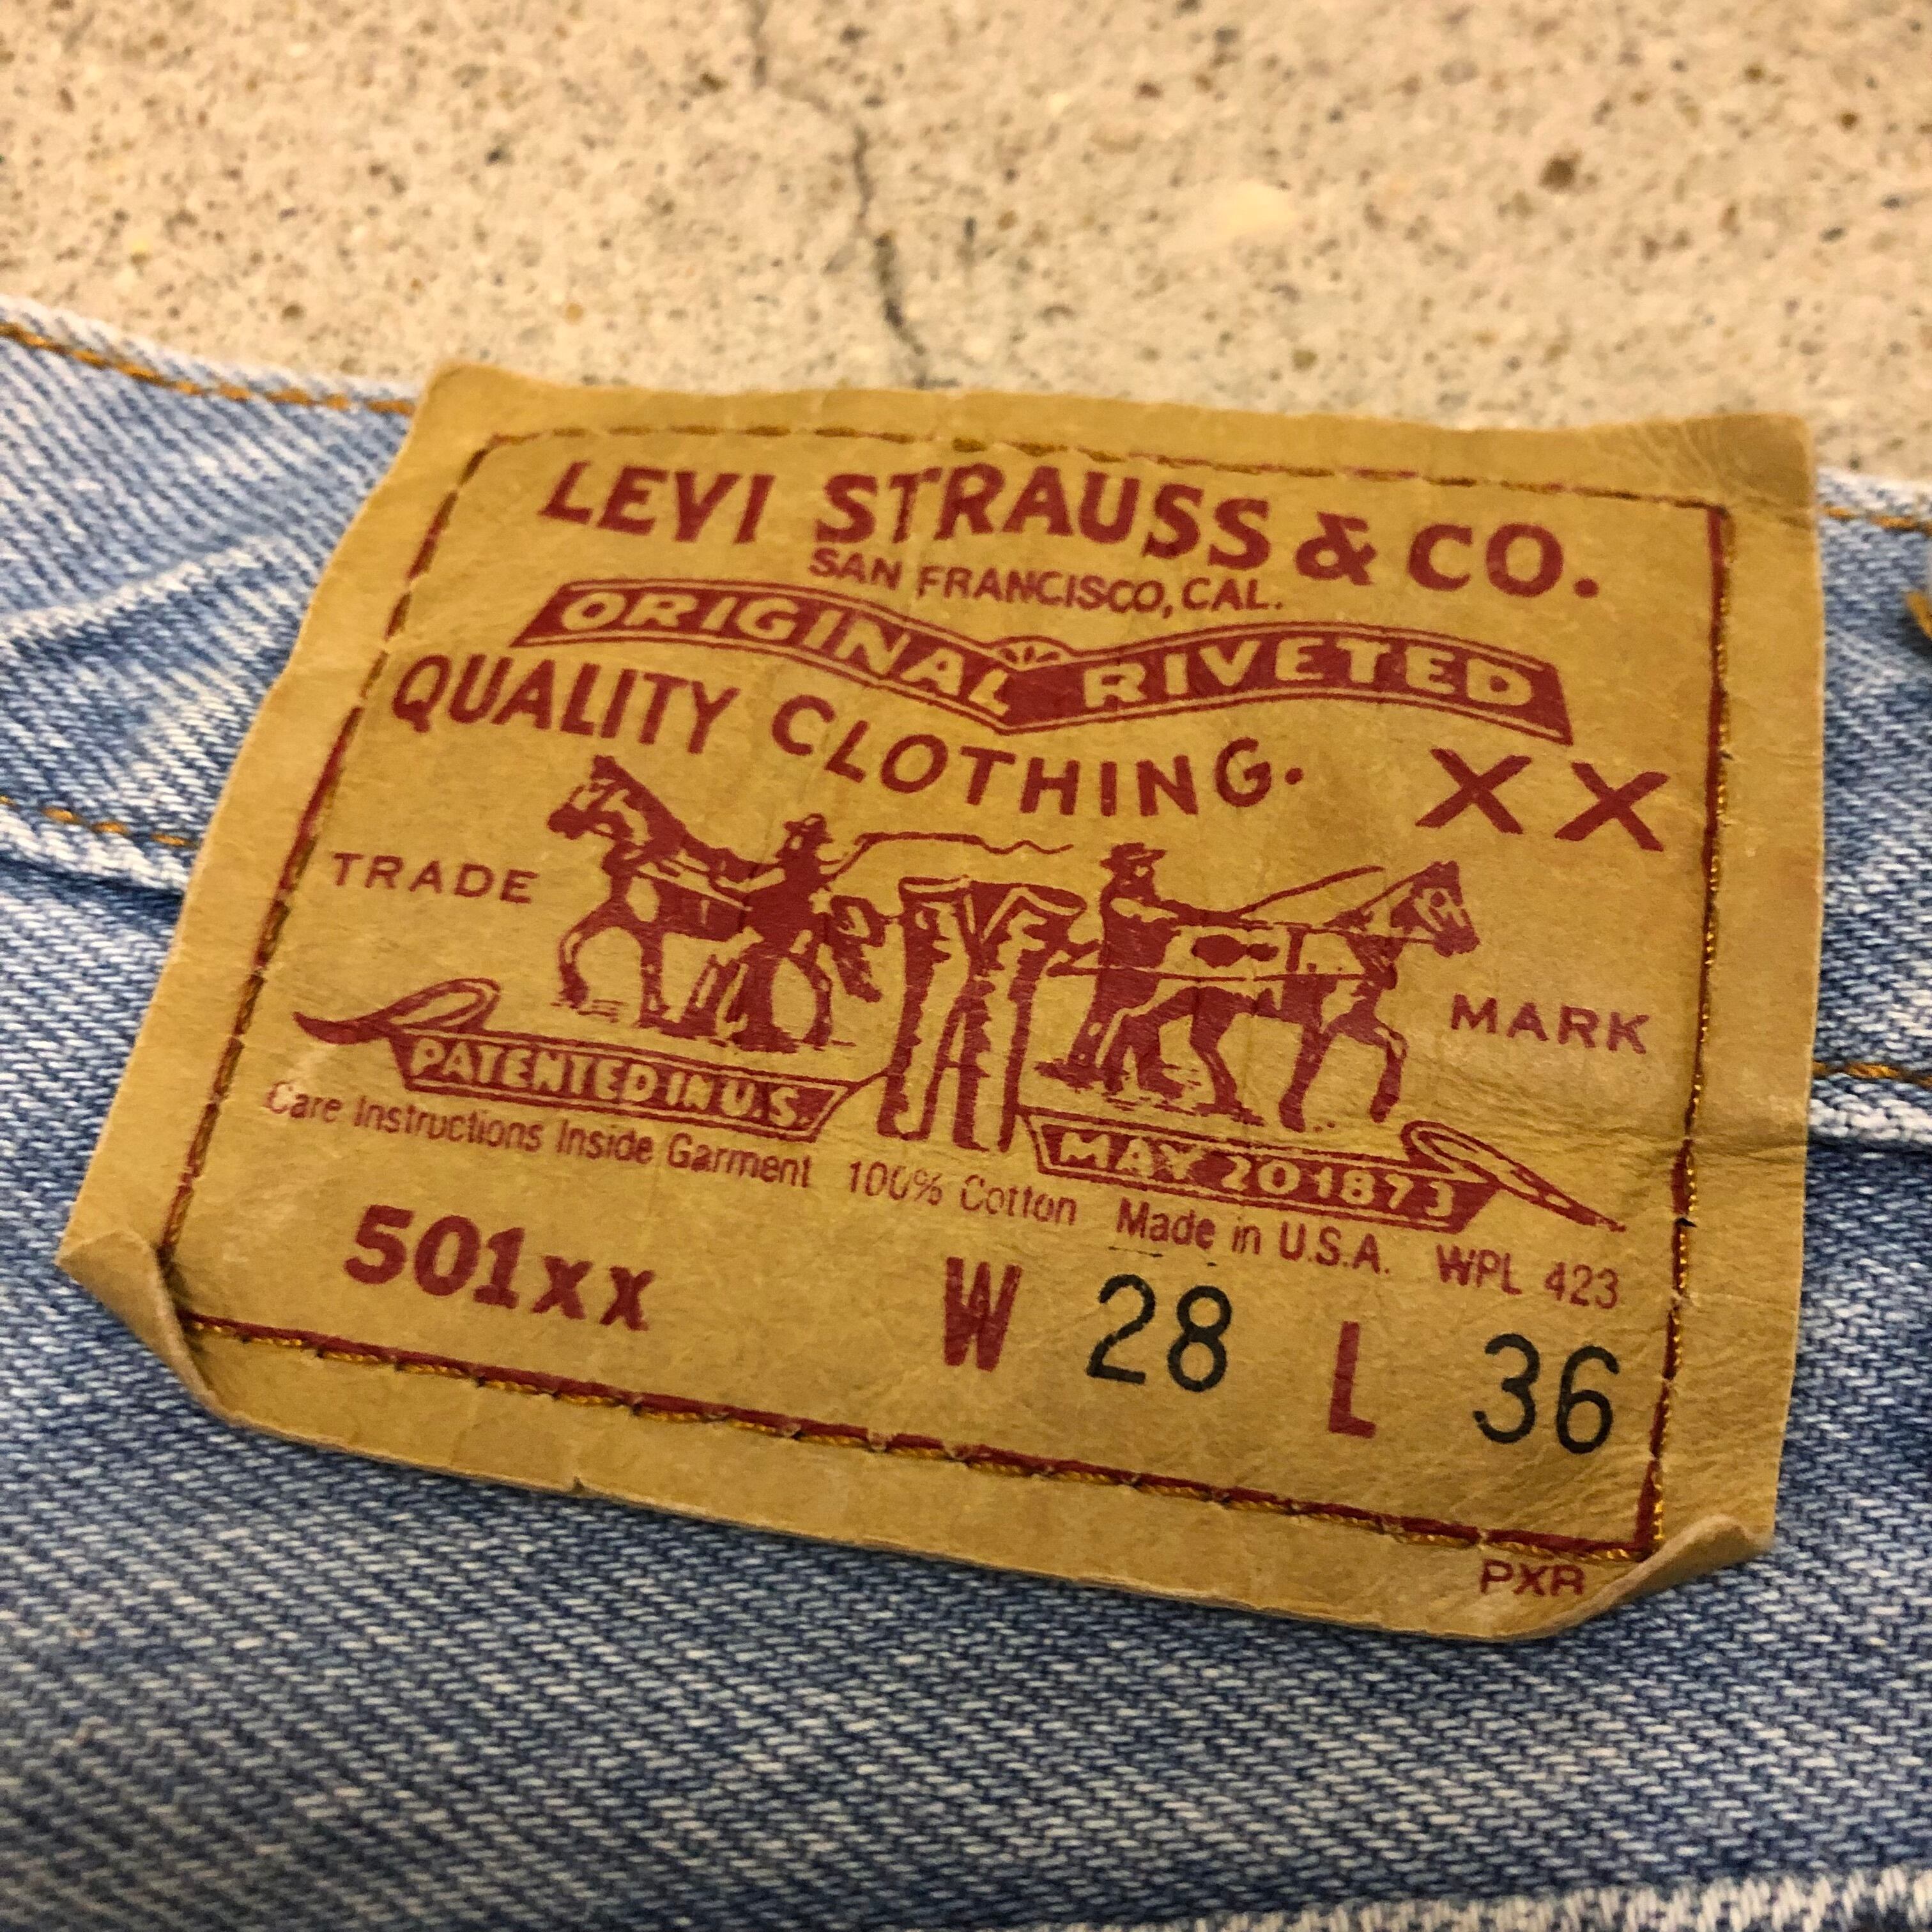 LEVI STRAUSS & CO.
SAN FRANCISCO, CAL.
ORIGINAL RIVETED
QUALITY CLOTHING. XX
TRADE MARK
PATENTED IN U.S. MAY 20 1873
Care Instructions Inside Garment 100% Cotton Made in U.S.A. WPL 423
501xx W 28 L 36
PXR